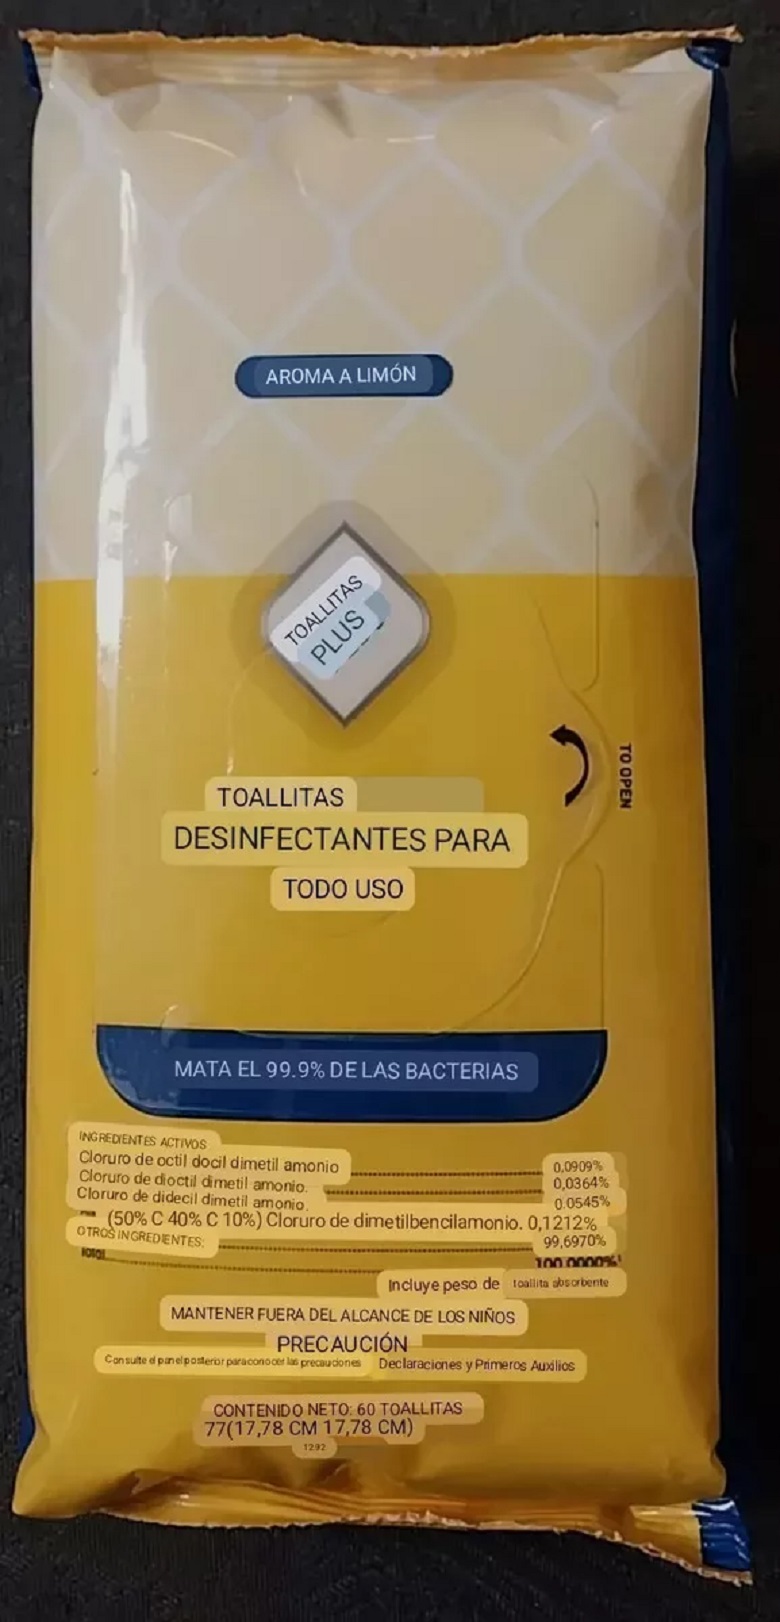 AROMA A LIMÓN
TOALLITAS
PLUS
TO OPEN
TOALLITAS
DESINFECTANTES PARA
TODO USO
MATA EL 99.9% DE LAS BACTERIAS
INGREDIENTES ACTIVOS
Cloruro de octil docil dimetil amonio 0,0909%
Cloruro de dioctil dimetil amonio. 0,0364%
Cloruro de didecil dimetil amonio. 0.0545%
(50% C 40% C 10%) Cloruro de dimetilbencilamonio. 0,1212%
OTROS INGREDIENTES: 99,6970%
Total 100.0000%
Incluye peso de toallita absorbente
MANTENER FUERA DEL ALCANCE DE LOS NIÑOS
PRECAUCIÓN
Consulte el panel posterior para conocer las precauciones Declaraciones y Primeros Auxilios
CONTENIDO NETO: 60 TOALLITAS
77(17,78 CM 17,78 CM)
1292